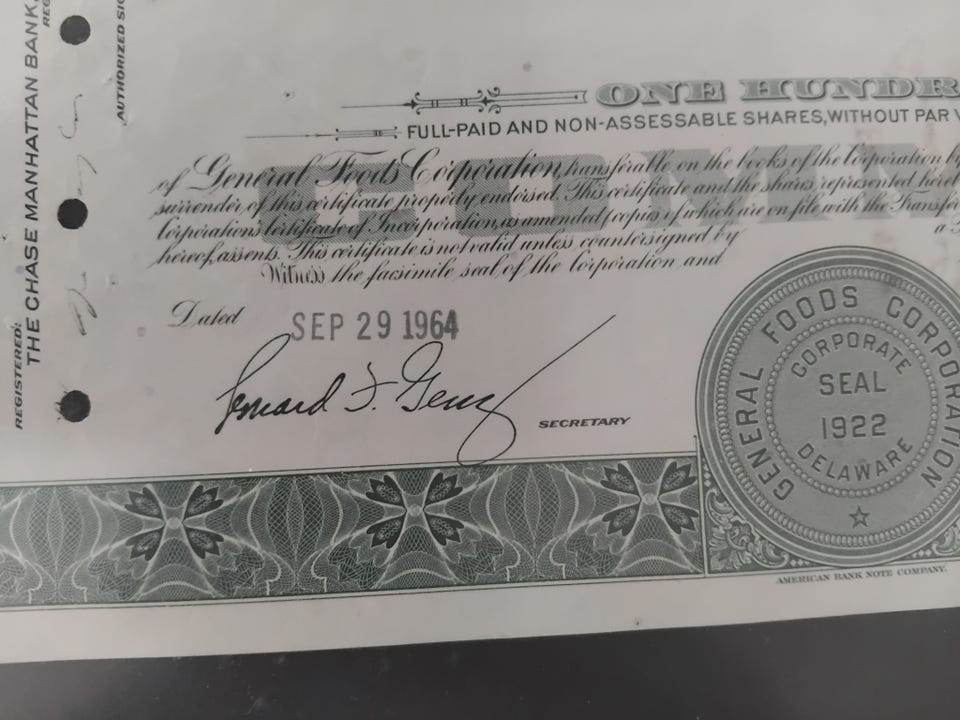 ONE HUNDR
FULL-PAID AND NON-ASSESSABLE SHARES, WITHOUT PAR V
COMM
of General Foods Corporation, transferable on the books of the Corporation by
surrender of this certificate properly endorsed. This certificate and the shares represented hereb
Corporations Certificate of Incorporation, as amended (copies of which are on file with the Transfer
hereof, assents. This certificate is not valid unless countersigned by a
Witness the facsimile seal of the Corporation, and
Dated SEP 29 1964
SECRETARY
GENERAL FOODS CORPORATION
CORPORATE
SEAL
1922
DELAWARE
AMERICAN BANK NOTE COMPANY.
REGISTERED:
THE CHASE MANHATTAN BANK,
REG
AUTHORIZED SIG